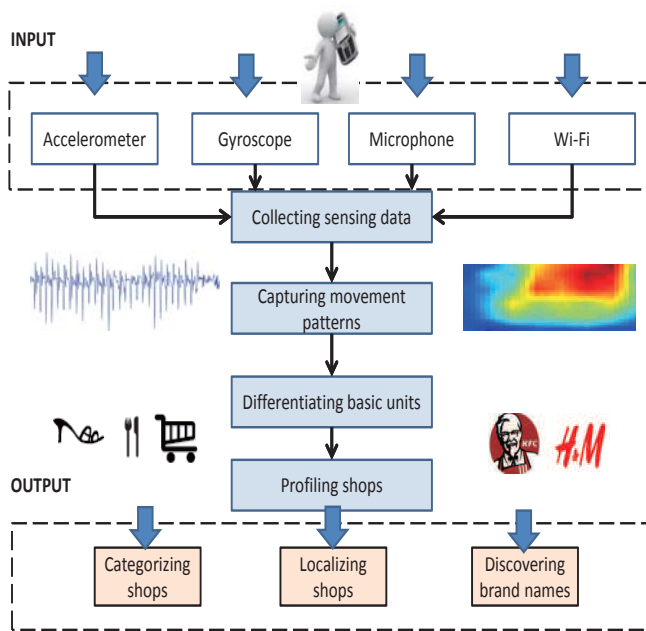 INPUT
Accelerometer
Gyroscope
Microphone
Wi-Fi
Collecting sensing data
Capturing movement
patterns
Differentiating basic units
KFC
H&M
Profiling shops
OUTPUT
Categorizing
shops
Localizing
shops
Discovering
brand names